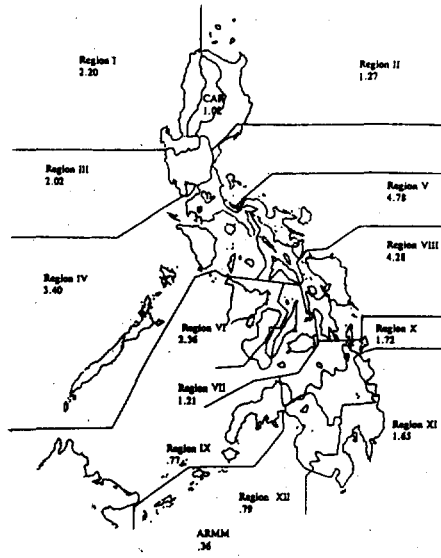 Region I
2.20
Region II
1.27
CAR
1.02
Region III
2.02
Region V
4.78
Region VIII
4.28
Region IV
3.40
Region VI
2.36
Region X
1.72
Region VII
1.21
Region XI
1.65
Region IX
.77
Region XII
.79
ARMM
.36